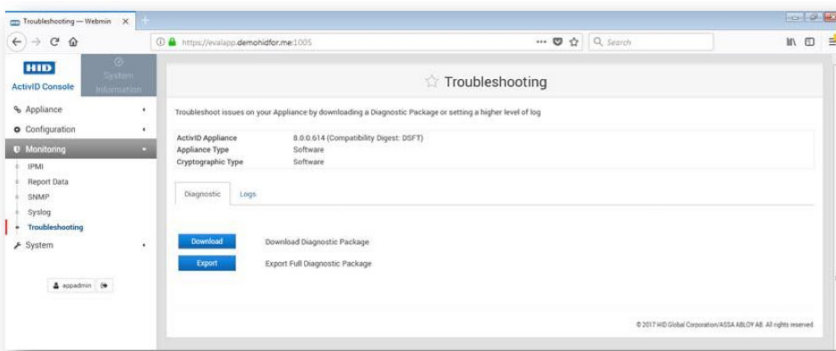 Troubleshooting — Webmin
https://evalapp.demohidfor.me:1005
Search
HID
ActivID Console
System
Information
Appliance
Configuration
Monitoring
IPMI
Report Data
SNMP
Syslog
Troubleshooting
System
appadmin
Troubleshooting
Troubleshoot issues on your Appliance by downloading a Diagnostic Package or setting a higher level of log
ActivID Appliance 8.0.0.614 (Compatibility Digest: DSFT)
Appliance Type Software
Cryptographic Type Software
Diagnostic Logs
Download Download Diagnostic Package
Export Export Full Diagnostic Package
© 2017 HID Global Corporation/ASSA ABLOY AB. All rights reserved